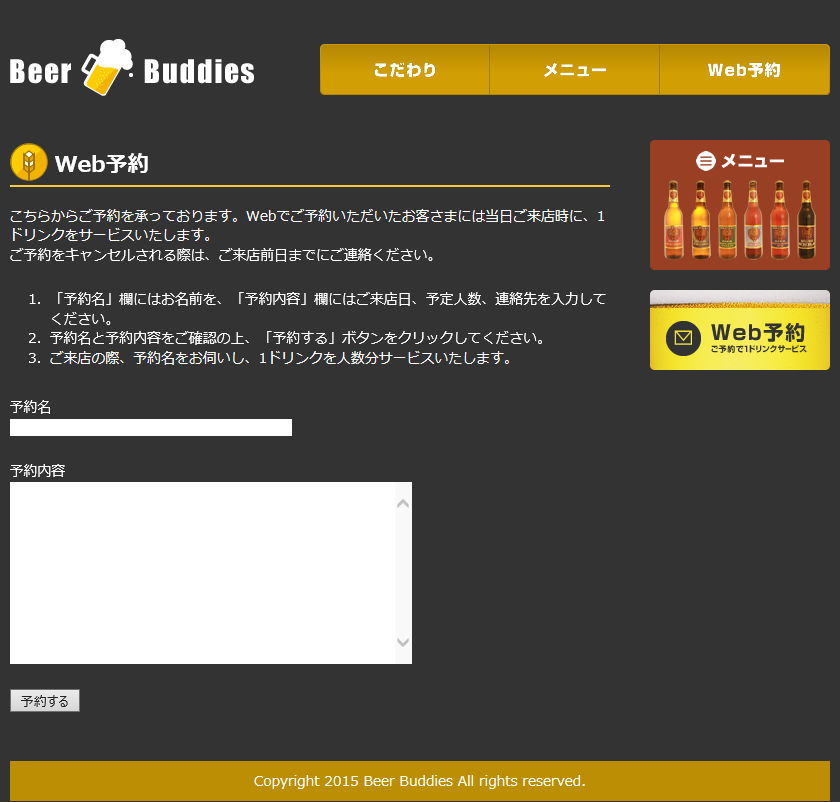 Beer Buddies
こだわり
メニュー
Web予約
Web予約
こちらからご予約を承っております。Webでご予約いただいたお客さまには当日ご来店時に、1
ドリンクをサービスいたします。
ご予約をキャンセルされる際は、ご来店前日までにご連絡ください。
1. 「予約名」欄にはお名前を、「予約内容」欄にはご来店日、予定人数、連絡先を入力して
ください。
2. 予約名と予約内容をご確認の上、「予約する」ボタンをクリックしてください。
3. ご来店の際、予約名をお伺いし、1ドリンクを人数分サービスいたします。
予約名
予約内容
予約する
メニュー
Web予約
ご予約で1ドリンクサービス
Copyright 2015 Beer Buddies All rights reserved.